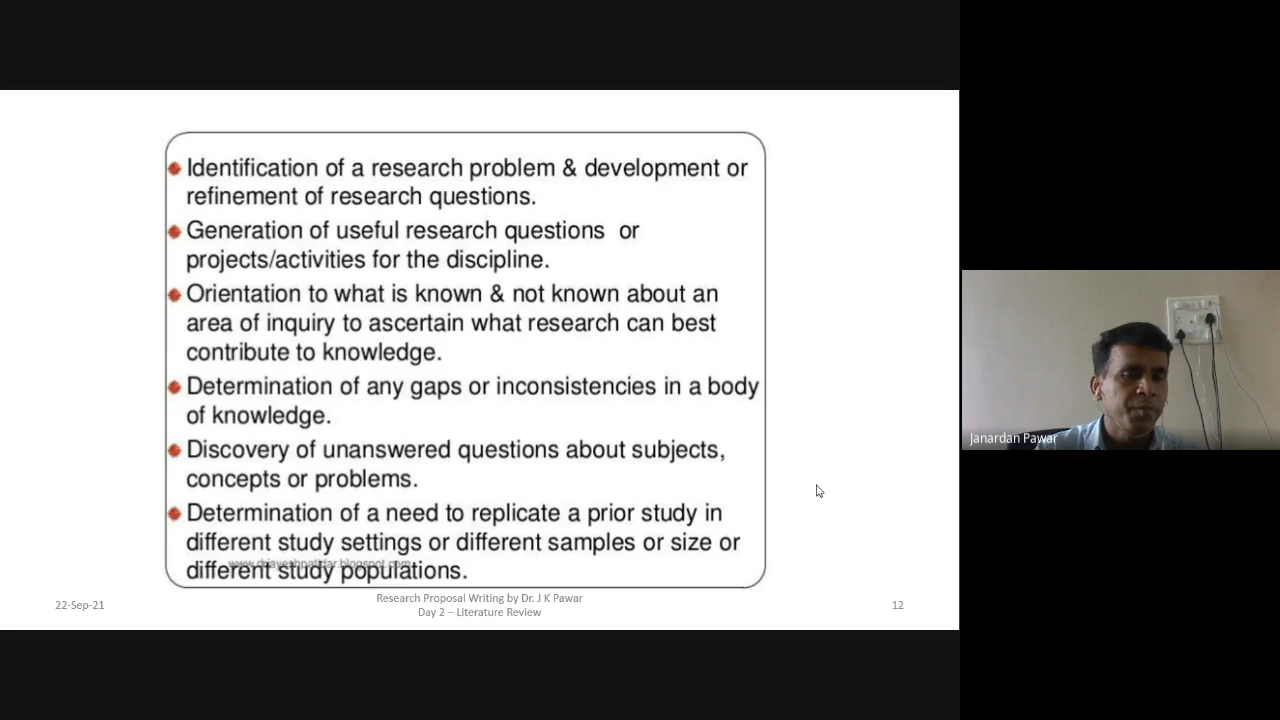 Identification of a research problem & development or
refinement of research questions.
Generation of useful research questions or
projects/activities for the discipline.
Orientation to what is known & not known about an
area of inquiry to ascertain what research can best
contribute to knowledge.
Determination of any gaps or inconsistencies in a body
of knowledge.
Discovery of unanswered questions about subjects,
concepts or problems.
Determination of a need to replicate a prior study in
different study settings or different samples or size or
different study populations.
22-Sep-21
Research Proposal Writing by Dr. J K Pawar
Day 2 – Literature Review
12
Janardan Pawar